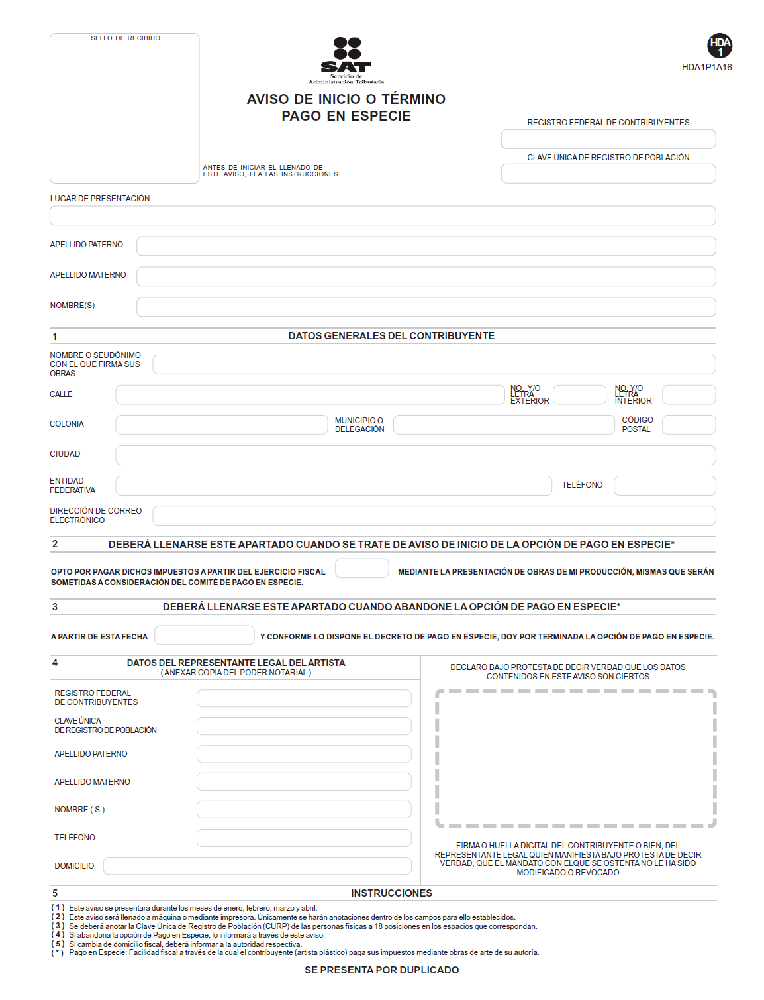 SELLO DE RECIBIDO
SAT
Servicio de
Administración Tributaria
HDA
1
HDA1P1A16
AVISO DE INICIO O TÉRMINO
PAGO EN ESPECIE
REGISTRO FEDERAL DE CONTRIBUYENTES
CLAVE ÚNICA DE REGISTRO DE POBLACIÓN
ANTES DE INICIAR EL LLENADO DE
ESTE AVISO, LEA LAS INSTRUCCIONES
LUGAR DE PRESENTACIÓN
APELLIDO PATERNO
APELLIDO MATERNO
NOMBRE(S)
1 DATOS GENERALES DEL CONTRIBUYENTE
NOMBRE O SEUDÓNIMO
CON EL QUE FIRMA SUS
OBRAS
CALLE
NO. Y/O
LETRA
EXTERIOR
NO. Y/O
LETRA
INTERIOR
COLONIA
MUNICIPIO O
DELEGACIÓN
CÓDIGO
POSTAL
CIUDAD
ENTIDAD
FEDERATIVA
TELÉFONO
DIRECCIÓN DE CORREO
ELECTRÓNICO
2 DEBERÁ LLENARSE ESTE APARTADO CUANDO SE TRATE DE AVISO DE INICIO DE LA OPCIÓN DE PAGO EN ESPECIE*
OPTO POR PAGAR DICHOS IMPUESTOS A PARTIR DEL EJERCICIO FISCAL MEDIANTE LA PRESENTACIÓN DE OBRAS DE MI PRODUCCIÓN, MISMAS QUE SERÁN
SOMETIDAS A CONSIDERACIÓN DEL COMITÉ DE PAGO EN ESPECIE.
3 DEBERÁ LLENARSE ESTE APARTADO CUANDO ABANDONE LA OPCIÓN DE PAGO EN ESPECIE*
A PARTIR DE ESTA FECHA Y CONFORME LO DISPONE EL DECRETO DE PAGO EN ESPECIE, DOY POR TERMINADA LA OPCIÓN DE PAGO EN ESPECIE.
4 DATOS DEL REPRESENTANTE LEGAL DEL ARTISTA
( ANEXAR COPIA DEL PODER NOTARIAL )
REGISTRO FEDERAL
DE CONTRIBUYENTES
CLAVE ÚNICA
DE REGISTRO DE POBLACIÓN
APELLIDO PATERNO
APELLIDO MATERNO
NOMBRE ( S )
TELÉFONO
DOMICILIO
DECLARO BAJO PROTESTA DE DECIR VERDAD QUE LOS DATOS
CONTENIDOS EN ESTE AVISO SON CIERTOS
FIRMA O HUELLA DIGITAL DEL CONTRIBUYENTE O BIEN, DEL
REPRESENTANTE LEGAL QUIEN MANIFIESTA BAJO PROTESTA DE DECIR
VERDAD, QUE EL MANDATO CON ELQUE SE OSTENTA NO LE HA SIDO
MODIFICADO O REVOCADO
5 INSTRUCCIONES
( 1 ) Este aviso se presentará durante los meses de enero, febrero, marzo y abril.
( 2 ) Este aviso será llenado a máquina o mediante impresora. Únicamente se harán anotaciones dentro de los campos para ello establecidos.
( 3 ) Se deberá anotar la Clave Única de Registro de Población (CURP) de las personas físicas a 18 posiciones en los espacios que correspondan.
( 4 ) Si abandona la opción de Pago en Especie, lo informará a través de este aviso.
( 5 ) Si cambia de domicilio fiscal, deberá informar a la autoridad respectiva.
( * ) Pago en Especie: Facilidad fiscal a través de la cual el contribuyente (artista plástico) paga sus impuestos mediante obras de arte de su autoría.
SE PRESENTA POR DUPLICADO